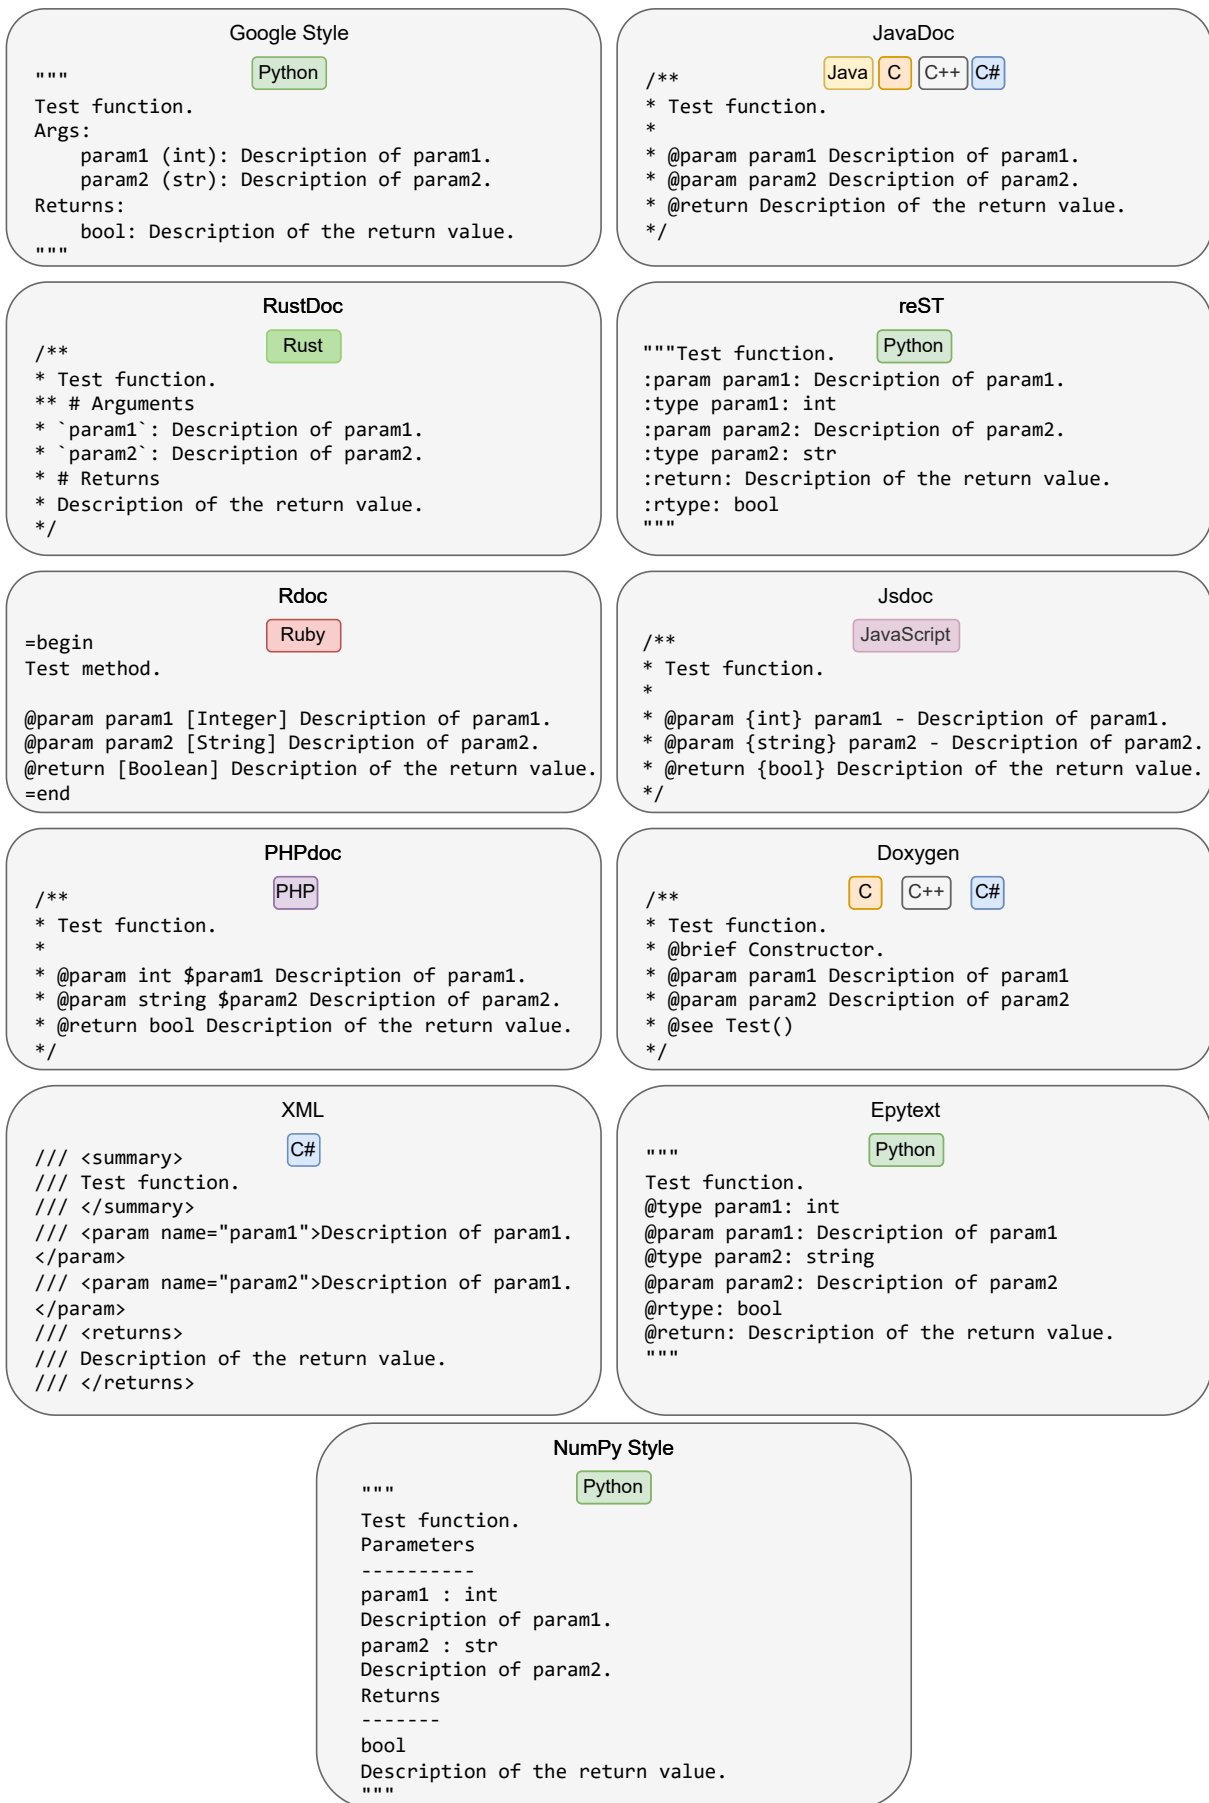 Google Style
Python
"""
Test function.
Args:
    param1 (int): Description of param1.
    param2 (str): Description of param2.
Returns:
    bool: Description of the return value.
"""
JavaDoc
Java C C++ C#
/**
* Test function.
*
* @param param1 Description of param1.
* @param param2 Description of param2.
* @return Description of the return value.
*/
RustDoc
Rust
/**
* Test function.
** # Arguments
* `param1`: Description of param1.
* `param2`: Description of param2.
* # Returns
* Description of the return value.
*/
reST
Python
"""Test function.
:param param1: Description of param1.
:type param1: int
:param param2: Description of param2.
:type param2: str
:return: Description of the return value.
:rtype: bool
"""
Rdoc
Ruby
=begin
Test method.
@param param1 [Integer] Description of param1.
@param param2 [String] Description of param2.
@return [Boolean] Description of the return value.
=end
Jsdoc
JavaScript
/**
* Test function.
*
* @param {int} param1 - Description of param1.
* @param {string} param2 - Description of param2.
* @return {bool} Description of the return value.
*/
PHPdoc
PHP
/**
* Test function.
*
* @param int $param1 Description of param1.
* @param string $param2 Description of param2.
* @return bool Description of the return value.
*/
Doxygen
C C++ C#
/**
* Test function.
* @brief Constructor.
* @param param1 Description of param1
* @param param2 Description of param2
* @see Test()
*/
XML
C#
/// <summary>
/// Test function.
/// </summary>
/// <param name="param1">Description of param1.
</param>
/// <param name="param2">Description of param1.
</param>
/// <returns>
/// Description of the return value.
/// </returns>
Epytext
Python
"""
Test function.
@type param1: int
@param param1: Description of param1
@type param2: string
@param param2: Description of param2
@rtype: bool
@return: Description of the return value.
"""
NumPy Style
Python
"""
Test function.
Parameters
----------
param1 : int
Description of param1.
param2 : str
Description of param2.
Returns
-------
bool
Description of the return value.
"""